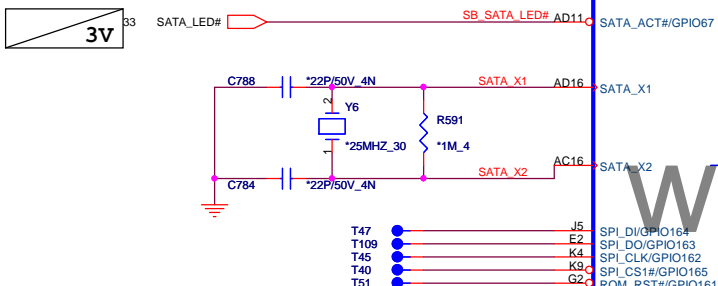 3V
33 SATA_LED# SB_SATA_LED# AD11 SATA_ACT#/GPIO67
C788 *22P/50V_4N SATA_X1 AD16 SATA_X1
2 Y6
R591
1 *25MHZ_30 *1M_4
C784 *22P/50V_4N SATA_X2 AC16 SATA_X2
W
T47 J5 SPI_DI/GPIO164
T109 E2 SPI_DO/GPIO163
T45 K4 SPI_CLK/GPIO162
T40 K9 SPI_CS1#/GPIO165
T51 G2 ROM_RST#/GPIO161